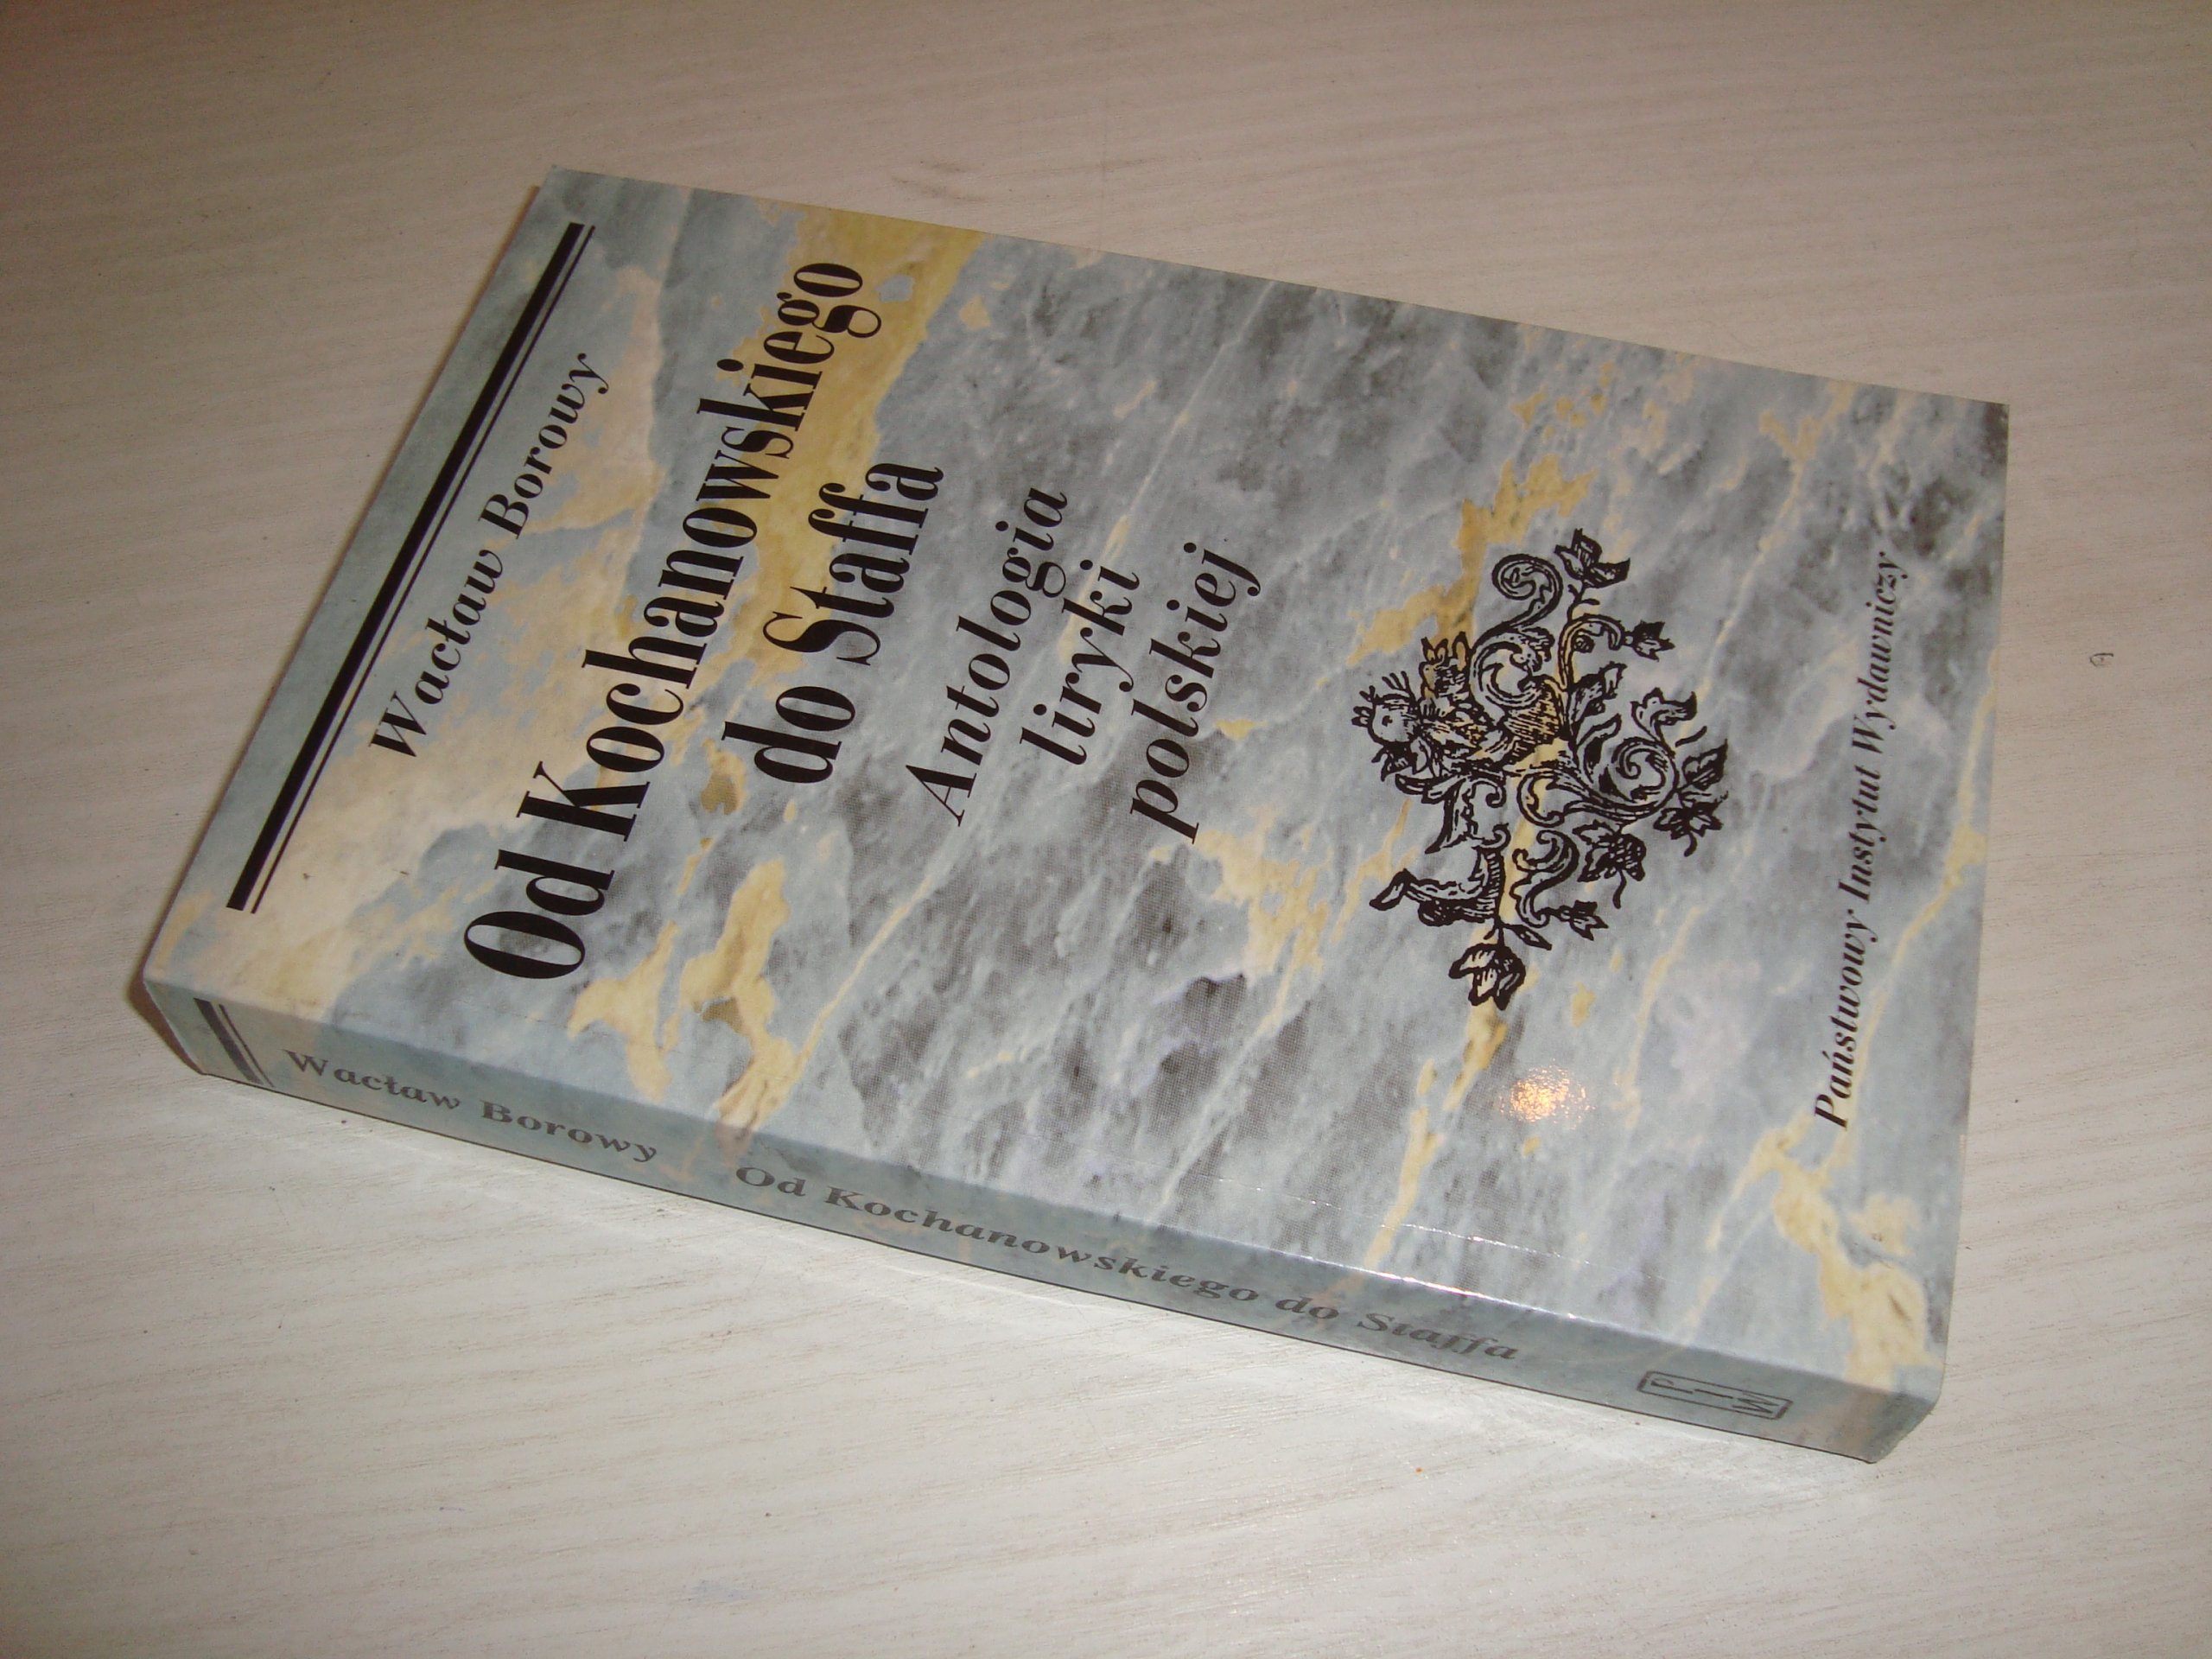 Wacław Borowy
Od Kochanowskiego
do Staffa
Antologia
liryki
polskiej
Państwowy Instytut Wydawniczy
Wacław Borowy Od Kochanowskiego do Staffa
PIW